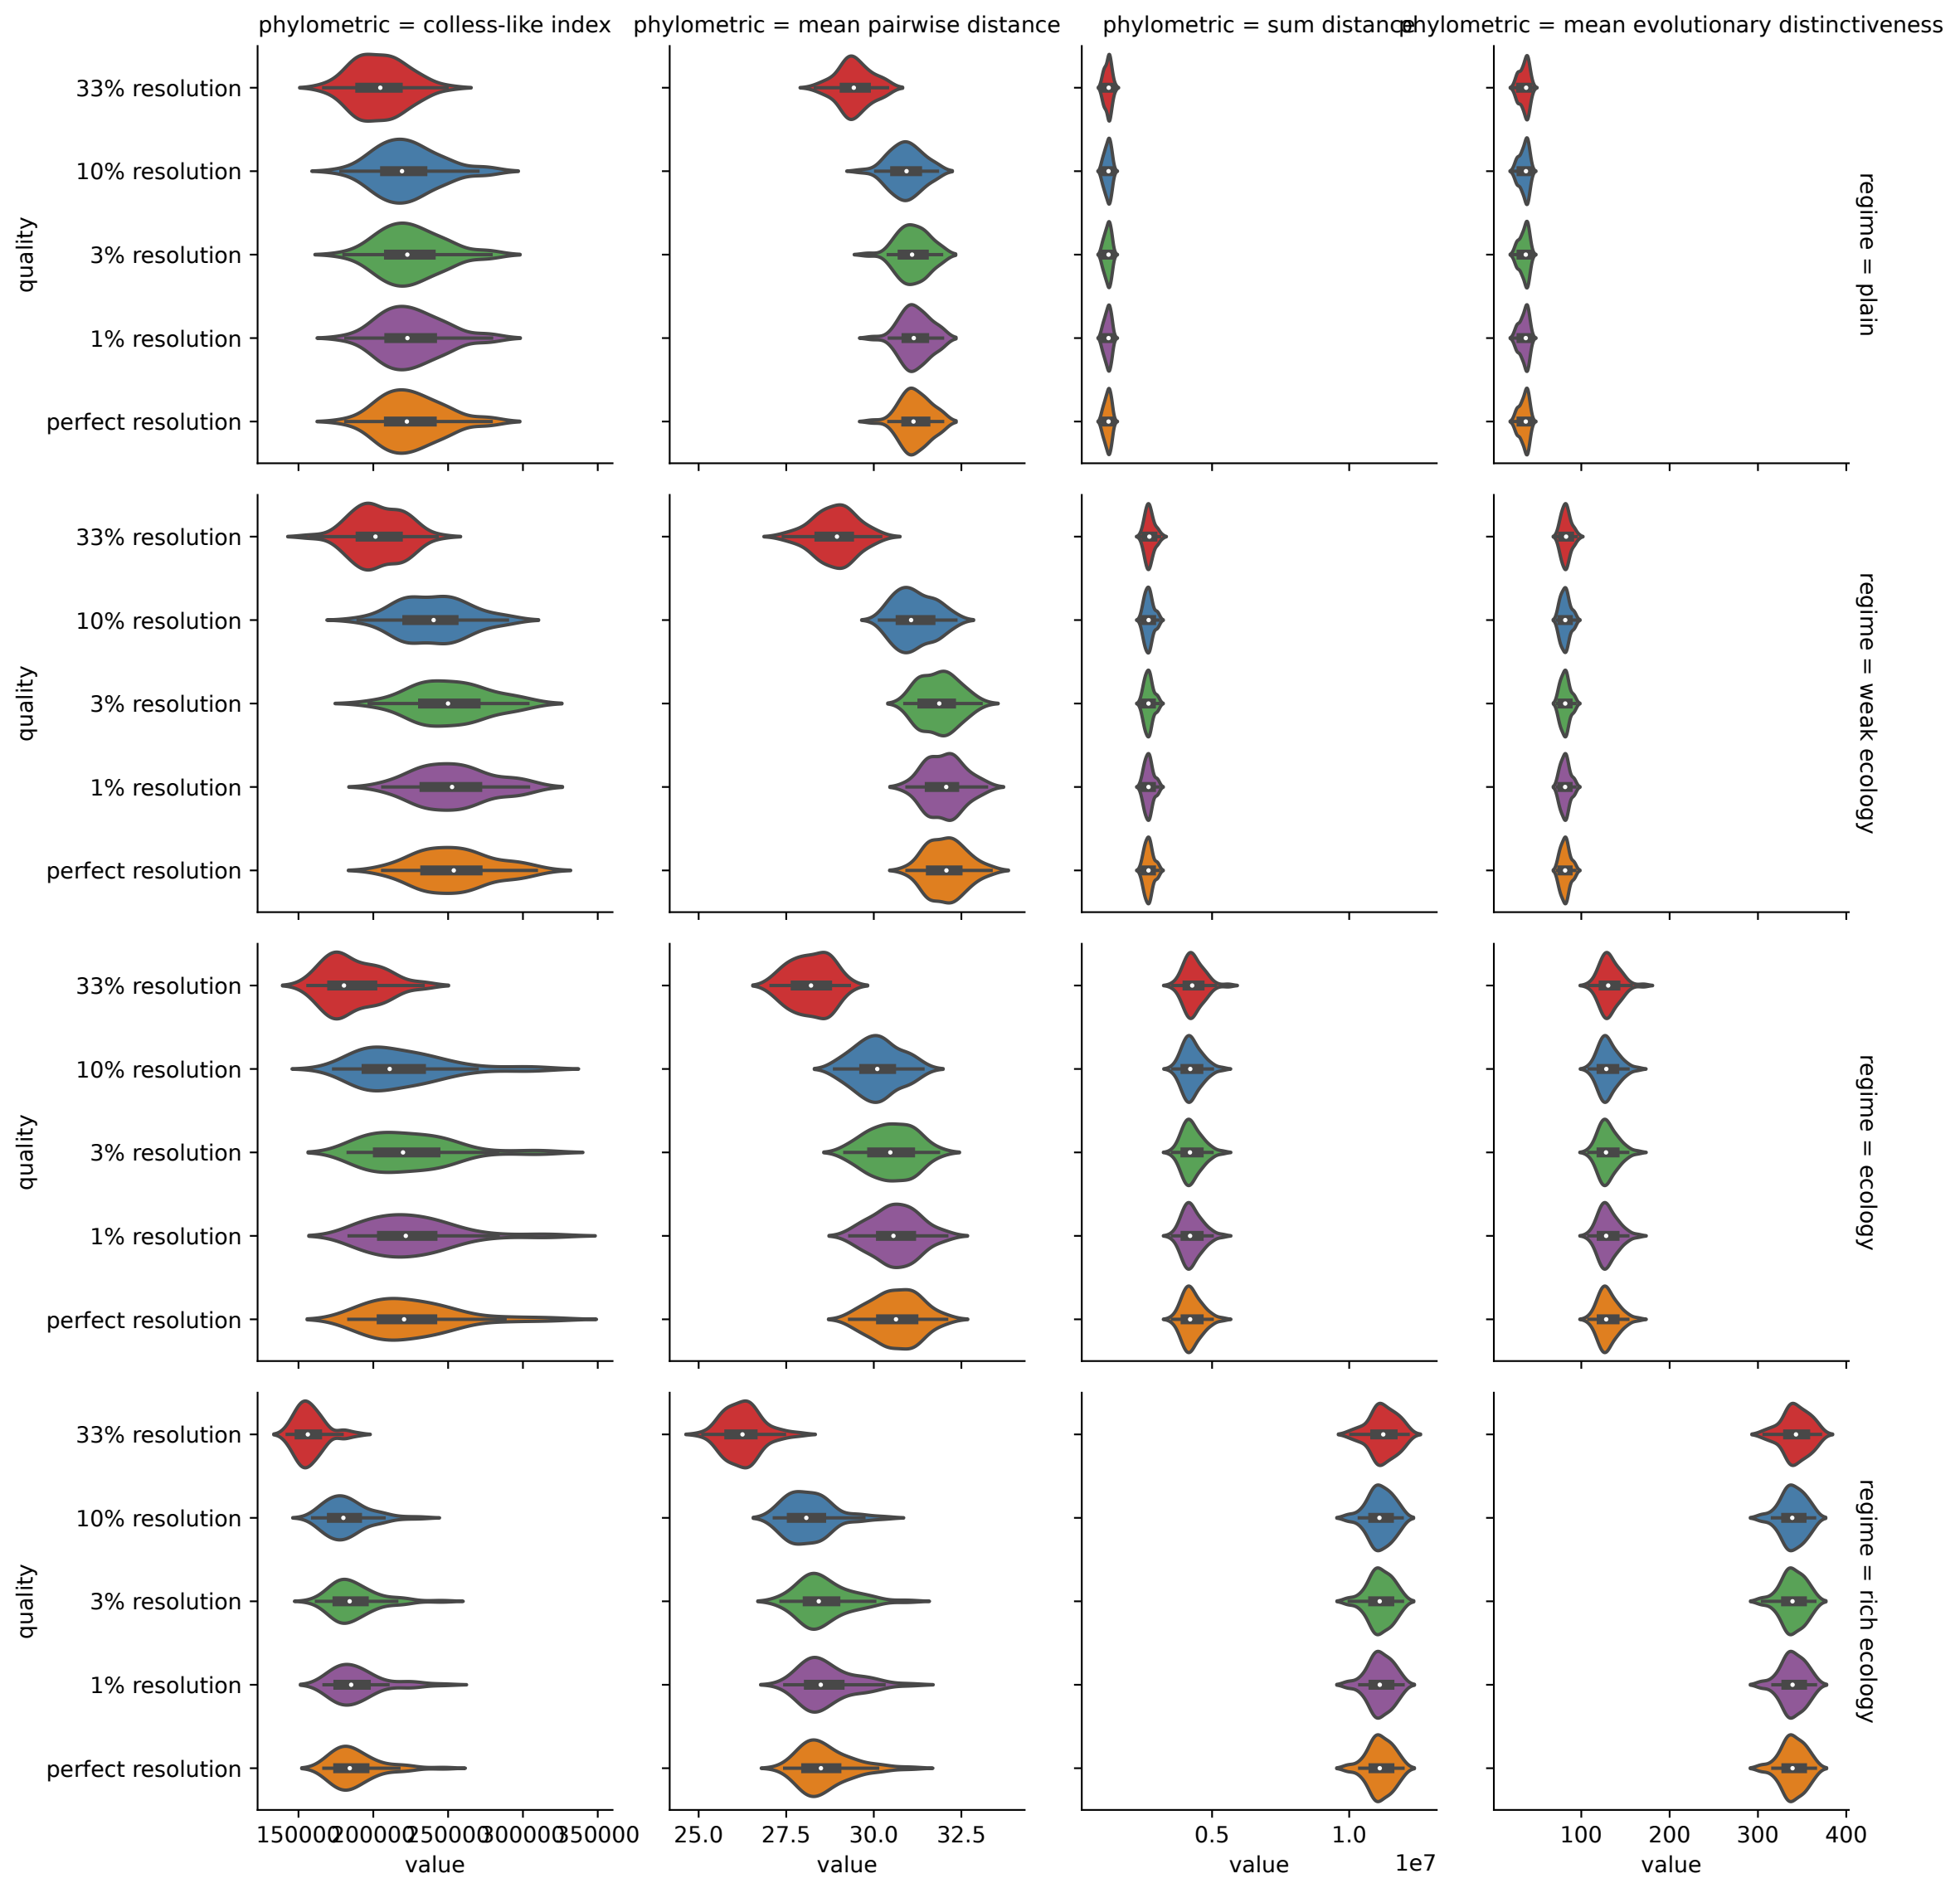 phylometric = colless-like index
phylometric = mean pairwise distance
phylometric = sum distance
phylometric = mean evolutionary distinctiveness
33% resolution
10% resolution
3% resolution
1% resolution
perfect resolution
quality
regime = plain
33% resolution
10% resolution
3% resolution
1% resolution
perfect resolution
quality
regime = weak ecology
33% resolution
10% resolution
3% resolution
1% resolution
perfect resolution
quality
regime = ecology
33% resolution
10% resolution
3% resolution
1% resolution
perfect resolution
quality
regime = rich ecology
150000 200000 250000 300000 350000
value
25.0 27.5 30.0 32.5
value
0.5 1.0
1e7
value
100 200 300 400
value